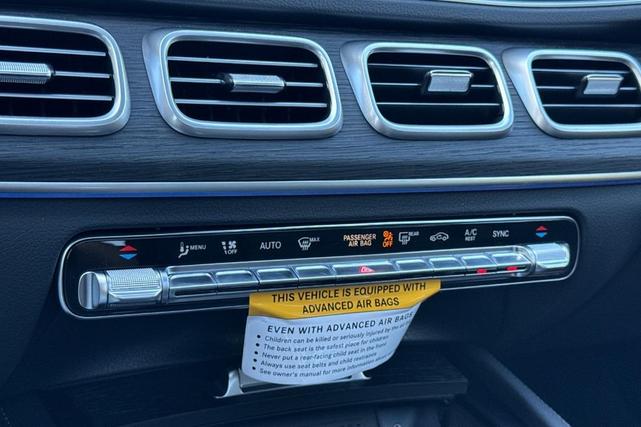 MENU OFF AUTO MAX PASSENGER AIR BAG OFF REAR A/C REST SYNC
THIS VEHICLE IS EQUIPPED WITH
ADVANCED AIR BAGS
EVEN WITH ADVANCED AIR BAGS
• Children can be killed or seriously injured by the air
• The back seat is the safest place for children
• Never put a rear-facing child seat in the front
• Always use seat belts and child restraints
• See owner's manual for more information about